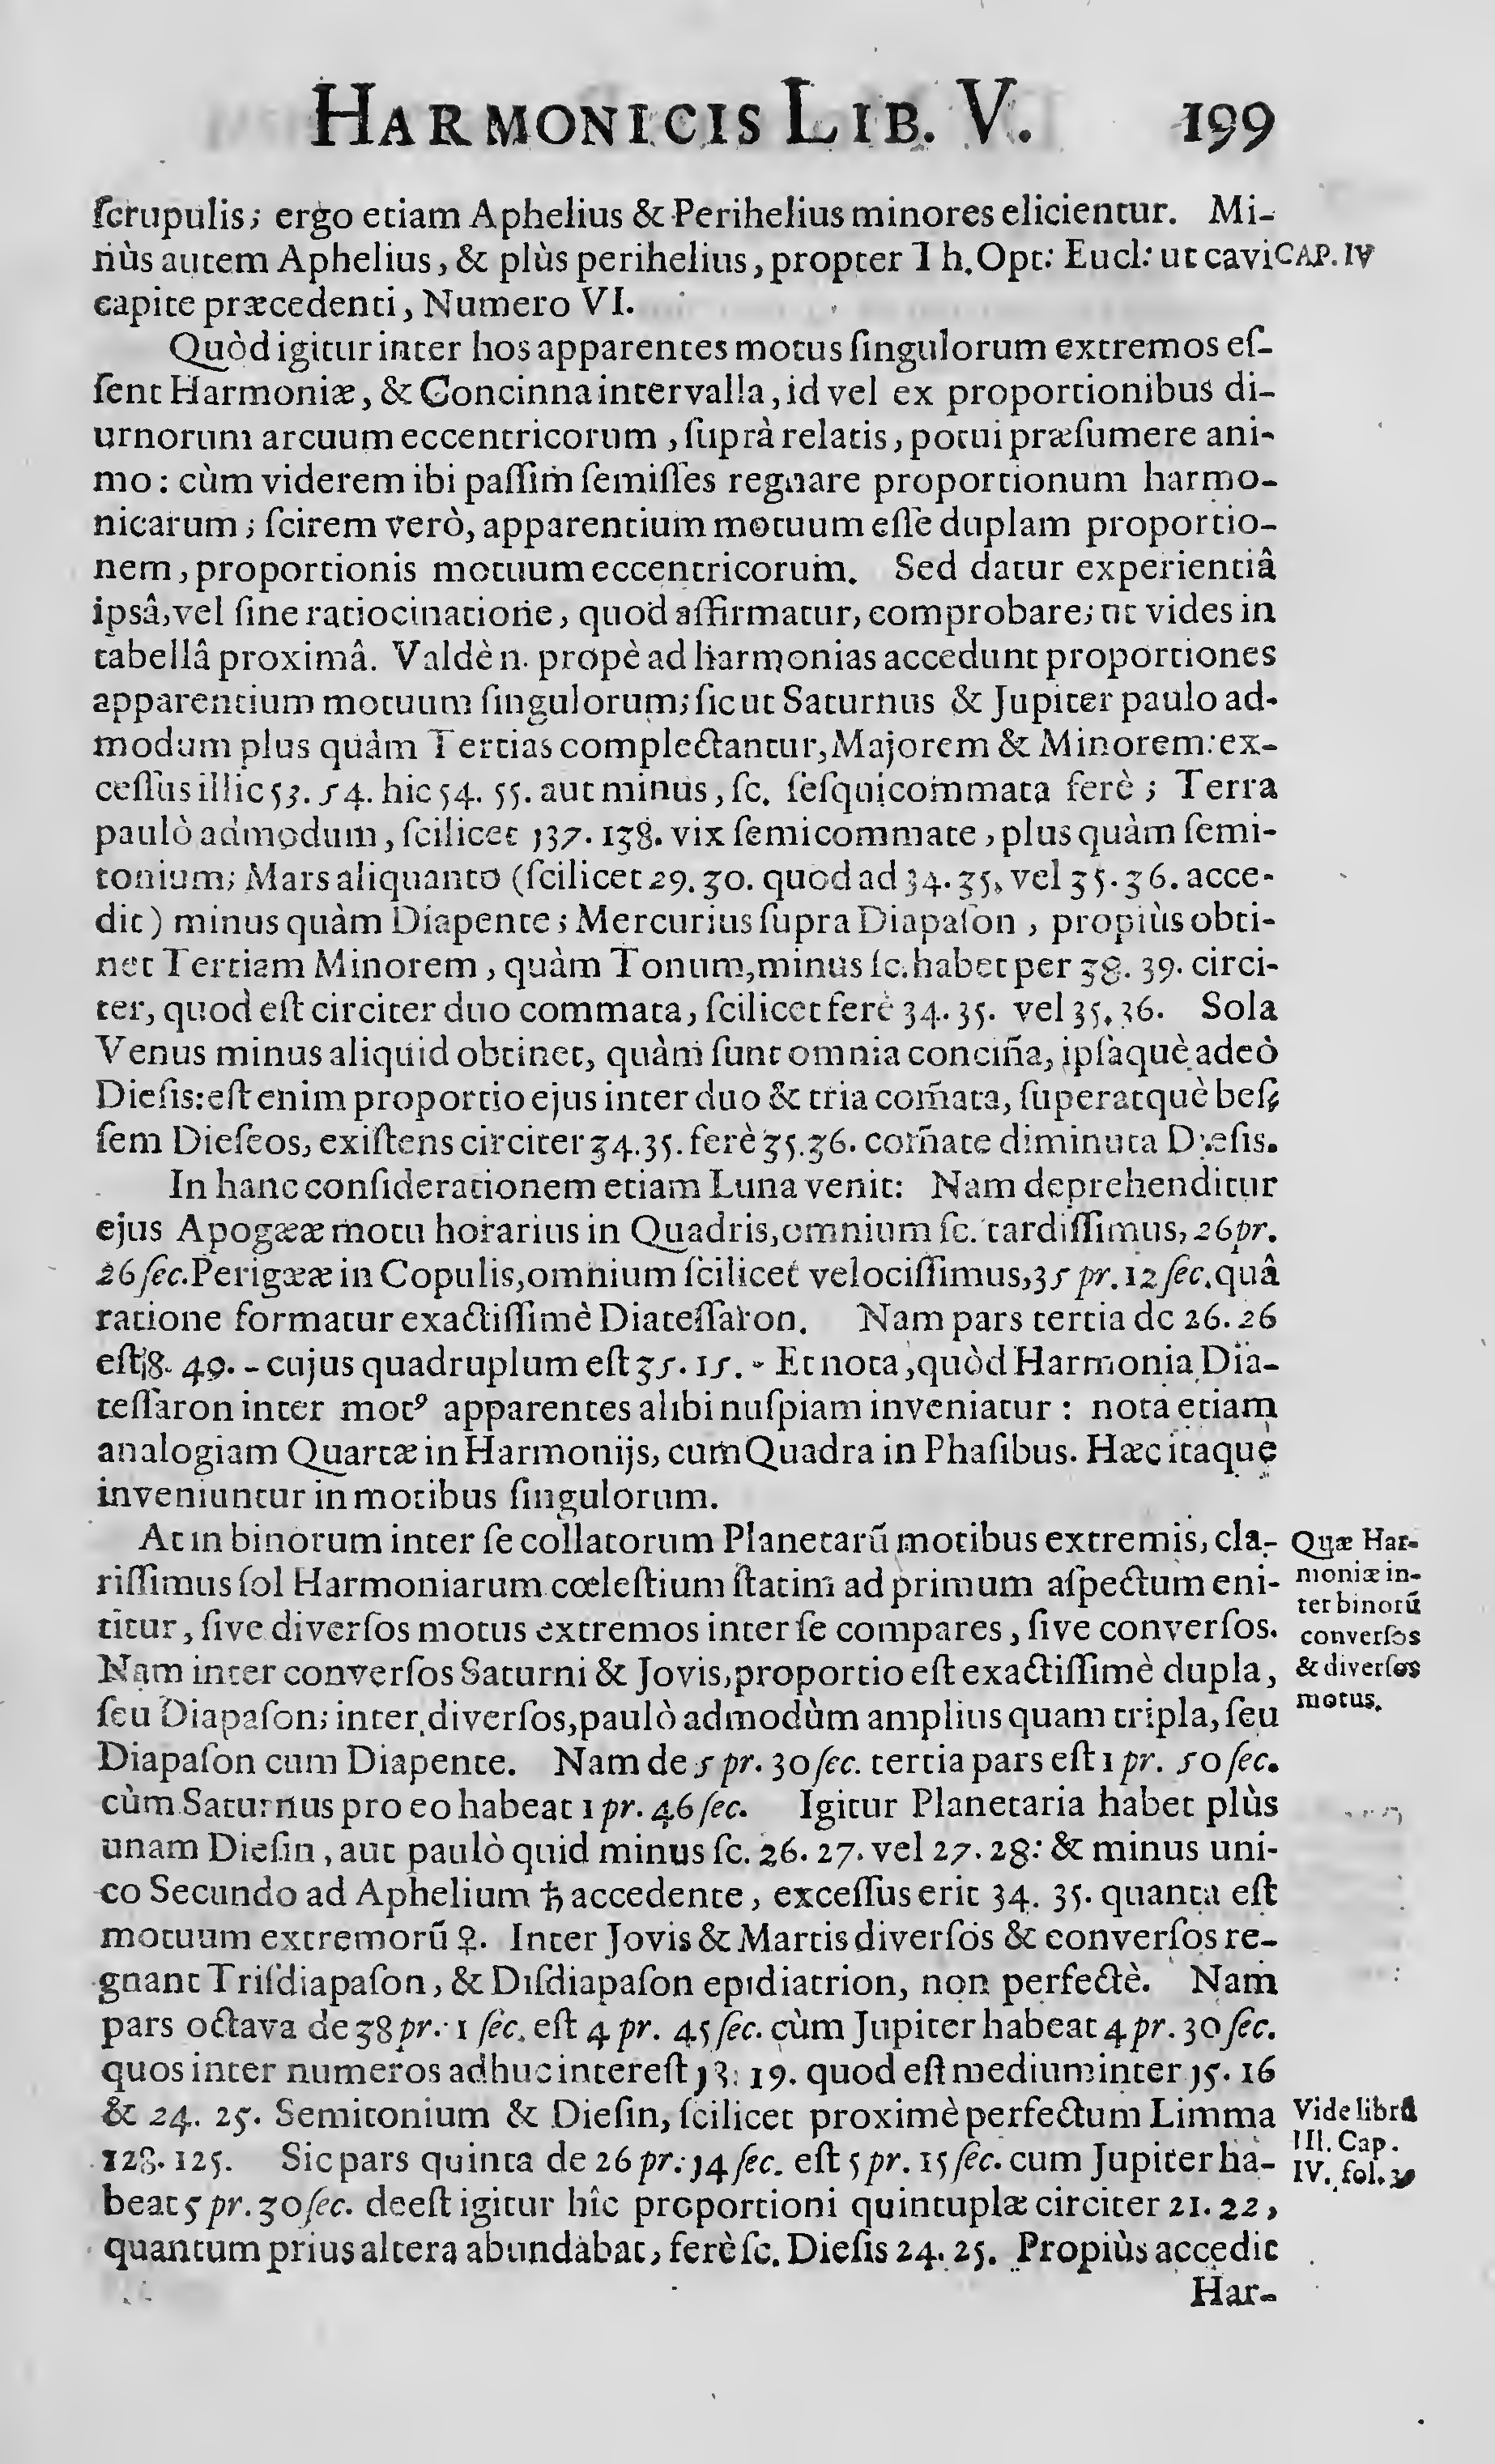 HARMONICIS LIB. V. 199
ſcrupulis; ergo etiam Aphelius & Perihelius minores elicientur. Mi-
nùs autem Aphelius, & plùs perihelius, propter Th. Opt: Eucl: ut cavi
CAP. IV
capite præcedenti, Numero VI.
Quòd igitur inter hos apparentes motus ſingulorum extremos eſ-
ſent Harmoniæ, & Concinna intervalla, id vel ex proportionibus di-
urnorum arcuum eccentricorum, ſuprà relatis, potui præſumere ani-
mo: cùm viderem ibi paſſim ſemiſſes regnare proportionum harmo-
nicarum; ſcirem verò, apparentium motuum eſſe duplam proportio-
nem, proportionis motuum eccentricorum. Sed datur experientiâ
ipsâ, vel ſine ratiocinatione, quod affirmatur, comprobare; ut vides in
tabellâ proximâ. Valdè n. propè ad harmonias accedunt proportiones
apparentium motuum ſingulorum; ſic ut Saturnus & Jupiter paulo ad-
modum plus quàm Tertias complectantur, Majorem & Minorem: ex-
ceſſus illic 53. 54. hic 54. 55. aut minus, ſc. ſeſquicommata ferè; Terra
paulò admodum, ſcilicet 137. 138. vix ſemicommate, plus quàm ſemi-
tonium; Mars aliquanto (ſcilicet 29. 30. quod ad 34. 35, vel 35. 36. acce-
dit) minus quàm Diapente; Mercurius ſupra Diapaſon, propiùs obti-
net Tertiam Minorem, quàm Tonum, minus ſc. habet per 38. 39. circi-
ter, quod eſt circiter duo commata, ſcilicet ferè 34. 35. vel 35. 36. Sola
Venus minus aliquid obtinet, quàm ſunt omnia conciña, ipſàquè adeò
Dieſis: eſt enim proportio ejus inter duo & tria com̃ata, ſuperatquè beſ-
ſem Dieſeos, exiſtens circiter 34. 35. ferè 35. 36. com̃ate diminuta Dieſis.
In hanc conſiderationem etiam Luna venit: Nam deprehenditur
ejus Apogææ motu horarius in Quadris, omnium ſc. tardiſſimus, 26 pr.
26 ſec. Perigææ in Copulis, omnium ſcilicet velociſſimus, 35 pr. 12 ſec. quâ
ratione formatur exactiſſimè Diateſſaron. Nam pars tertia de 26. 26
eſt 8. 49. - cujus quadruplum eſt 35. 15. - Et nota, quòd Harmonia Dia-
teſſaron inter motꝰ apparentes alibi nuſpiam inveniatur: nota etiam
analogiam Quartæ in Harmonijs, cum Quadra in Phaſibus. Hæc itaque
inveniuntur in motibus ſingulorum.
At in binorum inter ſe collatorum Planetarũ motibus extremis, cla-
riſſimus ſol Harmoniarum cœleſtium ſtatim ad primum aſpectum eni-
titur, ſive diverſos motus extremos inter ſe compares, ſive converſos.
Nam inter converſos Saturni & Jovis, proportio eſt exactiſſimè dupla,
ſeu Diapaſon; inter diverſos, paulò admodùm amplius quam tripla, ſeu
Diapaſon cum Diapente. Nam de 5 pr. 30 ſec. tertia pars eſt 1 pr. 50 ſec.
Quæ Har-
moniæ in-
ter binorũ
converſos
& diverſos
motus.
cùm Saturnus pro eo habeat 1 pr. 46 ſec. Igitur Planetaria habet plùs
unam Dieſin, aut paulò quid minus ſc. 26. 27. vel 27. 28: & minus uni-
co Secundo ad Aphelium ♄ accedente, exceſſus erit 34. 35. quanta eſt
motuum extremorũ ♀. Inter Jovis & Martis diverſos & converſos re-
gnant Triſdiapaſon, & Diſdiapaſon epidiatrion, non perfectè. Nam
pars octava de 38 pr. 1 ſec. eſt 4 pr. 45 ſec. cùm Jupiter habeat 4 pr. 30 ſec.
quos inter numeros adhuc intereſt 18. 19. quod eſt medium inter 15. 16
& 24. 25. Semitonium & Dieſin, ſcilicet proximè perfectum Limma
128. 125. Sic pars quinta de 26 pr. 14 ſec. eſt 5 pr. 15 ſec. cum Jupiter ha-
Vide librũ
III. Cap.
IV. fol.
beat 5 pr. 30 ſec. deeſt igitur hîc proportioni quintuplæ circiter 21. 22,
quantum prius altera abundabat, ferè ſc. Dieſis 24. 25. Propiùs accedit
Har-